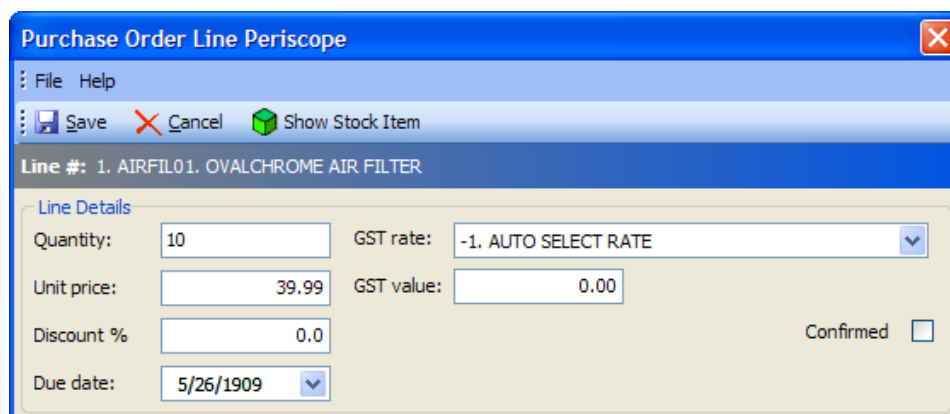 Purchase Order Line Periscope
File Help
Save Cancel Show Stock Item
Line #: 1. AIRFIL01. OVALCHROME AIR FILTER
Line Details
Quantity: 10 GST rate: -1. AUTO SELECT RATE
Unit price: 39.99 GST value: 0.00
Discount % 0.0 Confirmed
Due date: 5/26/1909